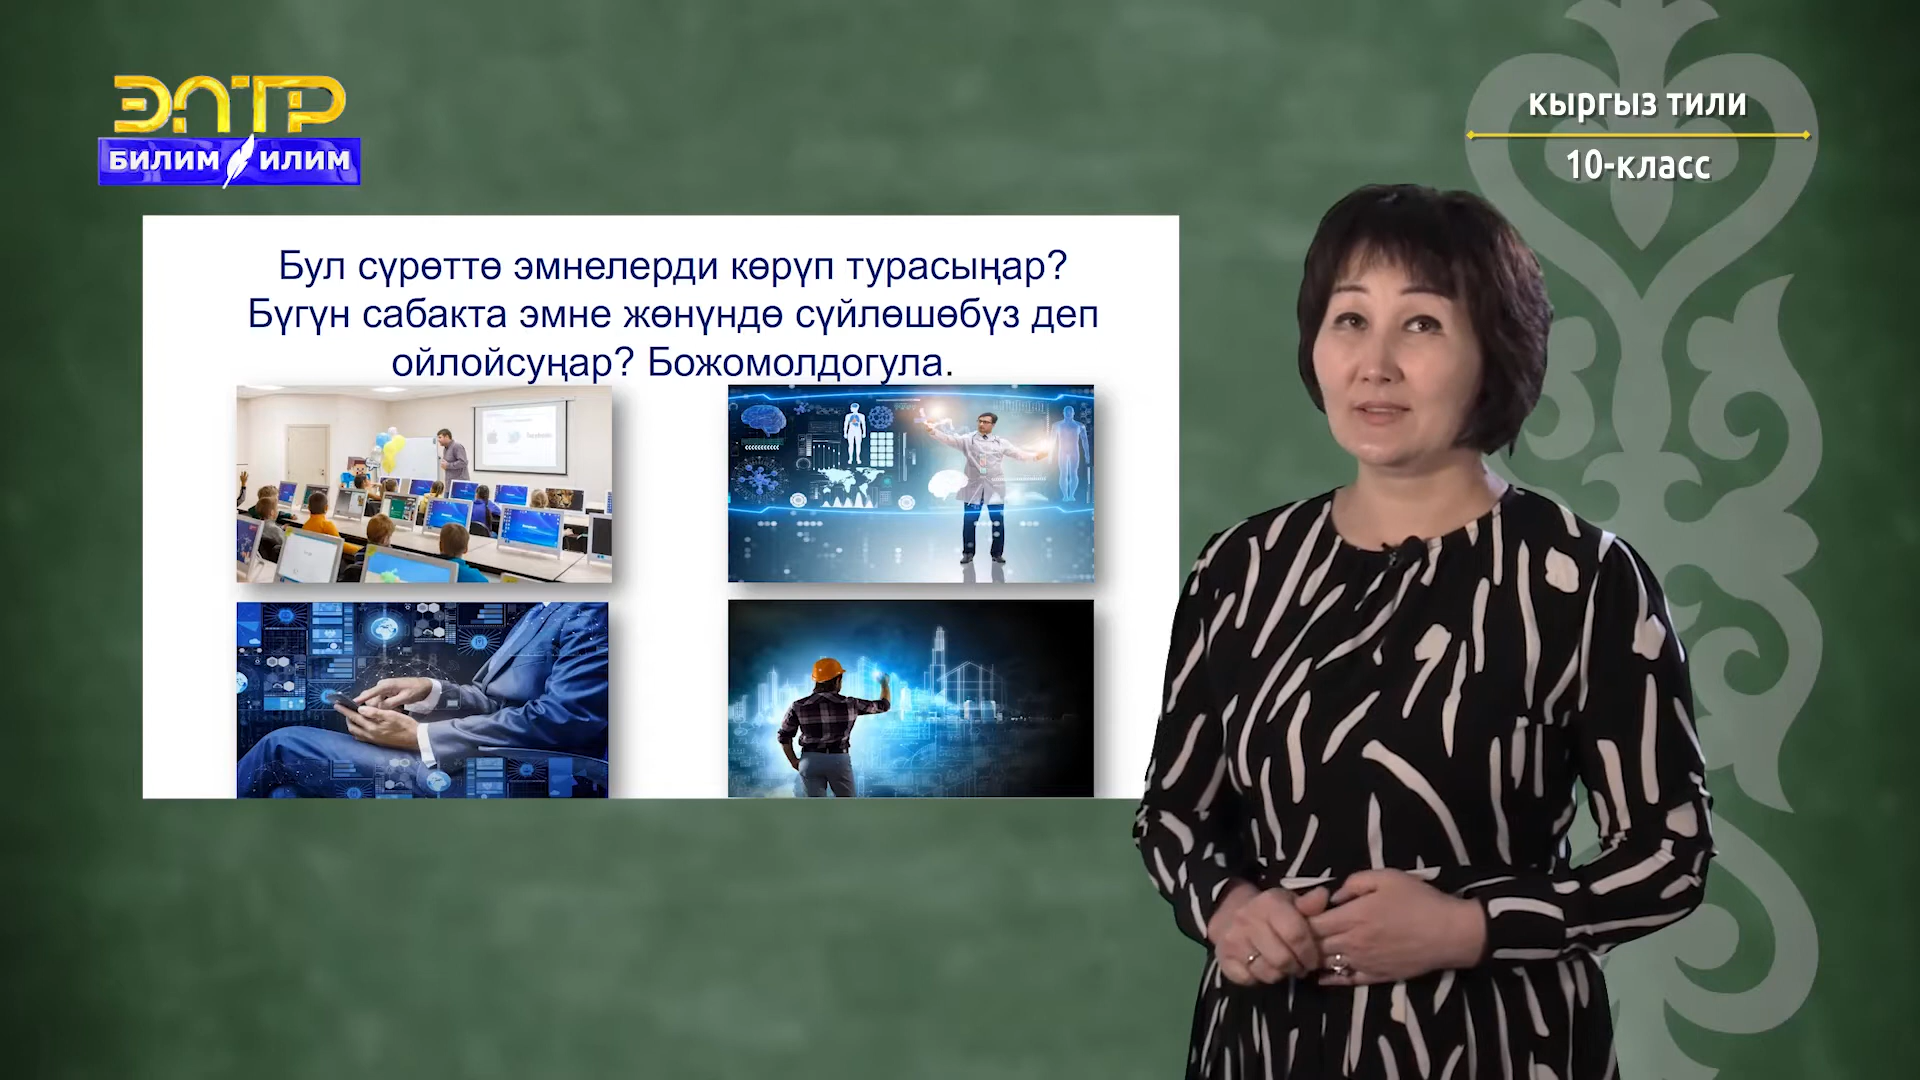 ЭЛТР
БИЛИМ ИЛИМ
кыргыз тили
10-класс
Бул сүрөттө эмнелерди көрүп турасыңар?
Бүгүн сабакта эмне жөнүндө сүйлөшөбүз деп
ойлойсуңар? Божомолдогула.